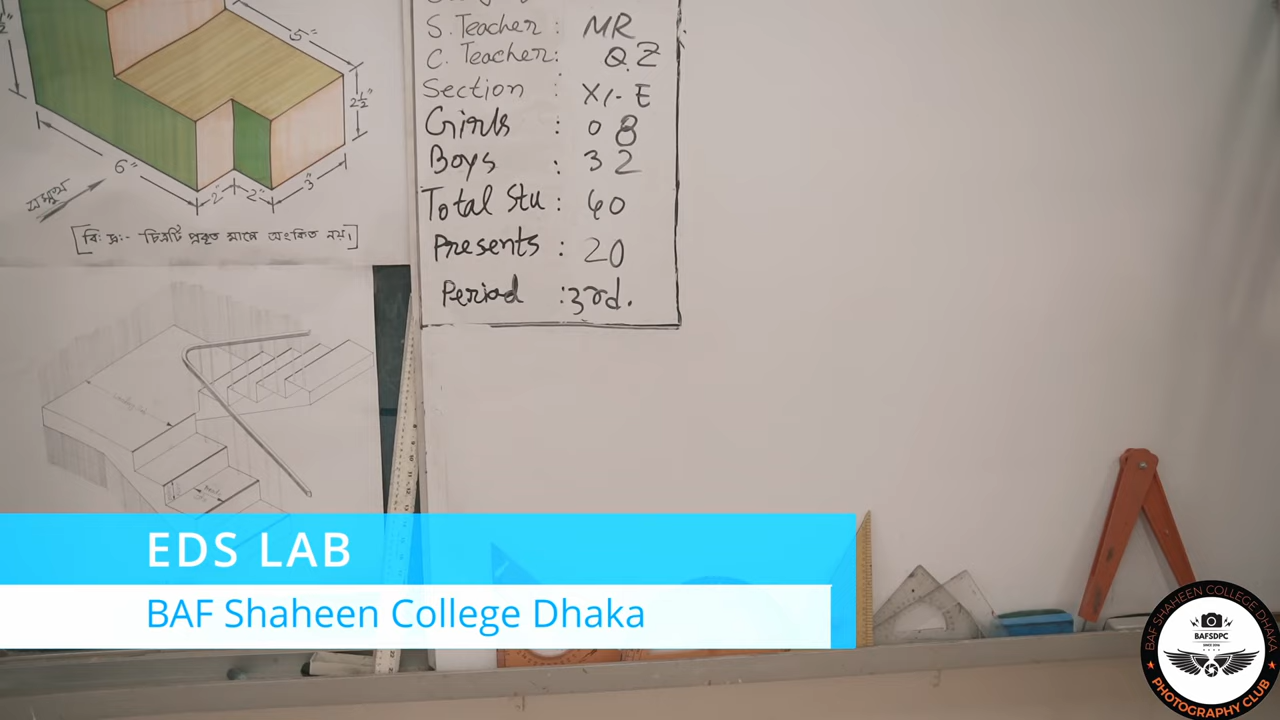 5"
2½"
6"
2"
2"
3"
[বিঃ দ্রঃ- চিত্রটি প্রকৃত মাপে অংকিত নয়।]
S. Teacher : MR
C. Teacher: Q.Z
Section : XI- E
Girls : 08
Boys : 32
Total Stu : 40
Presents : 20
Period :3rd.
EDS LAB
BAF Shaheen College Dhaka
BAF SHAHEEN COLLEGE DHAKA
BAFSDPC
PHOTOGRAPHY CLUB